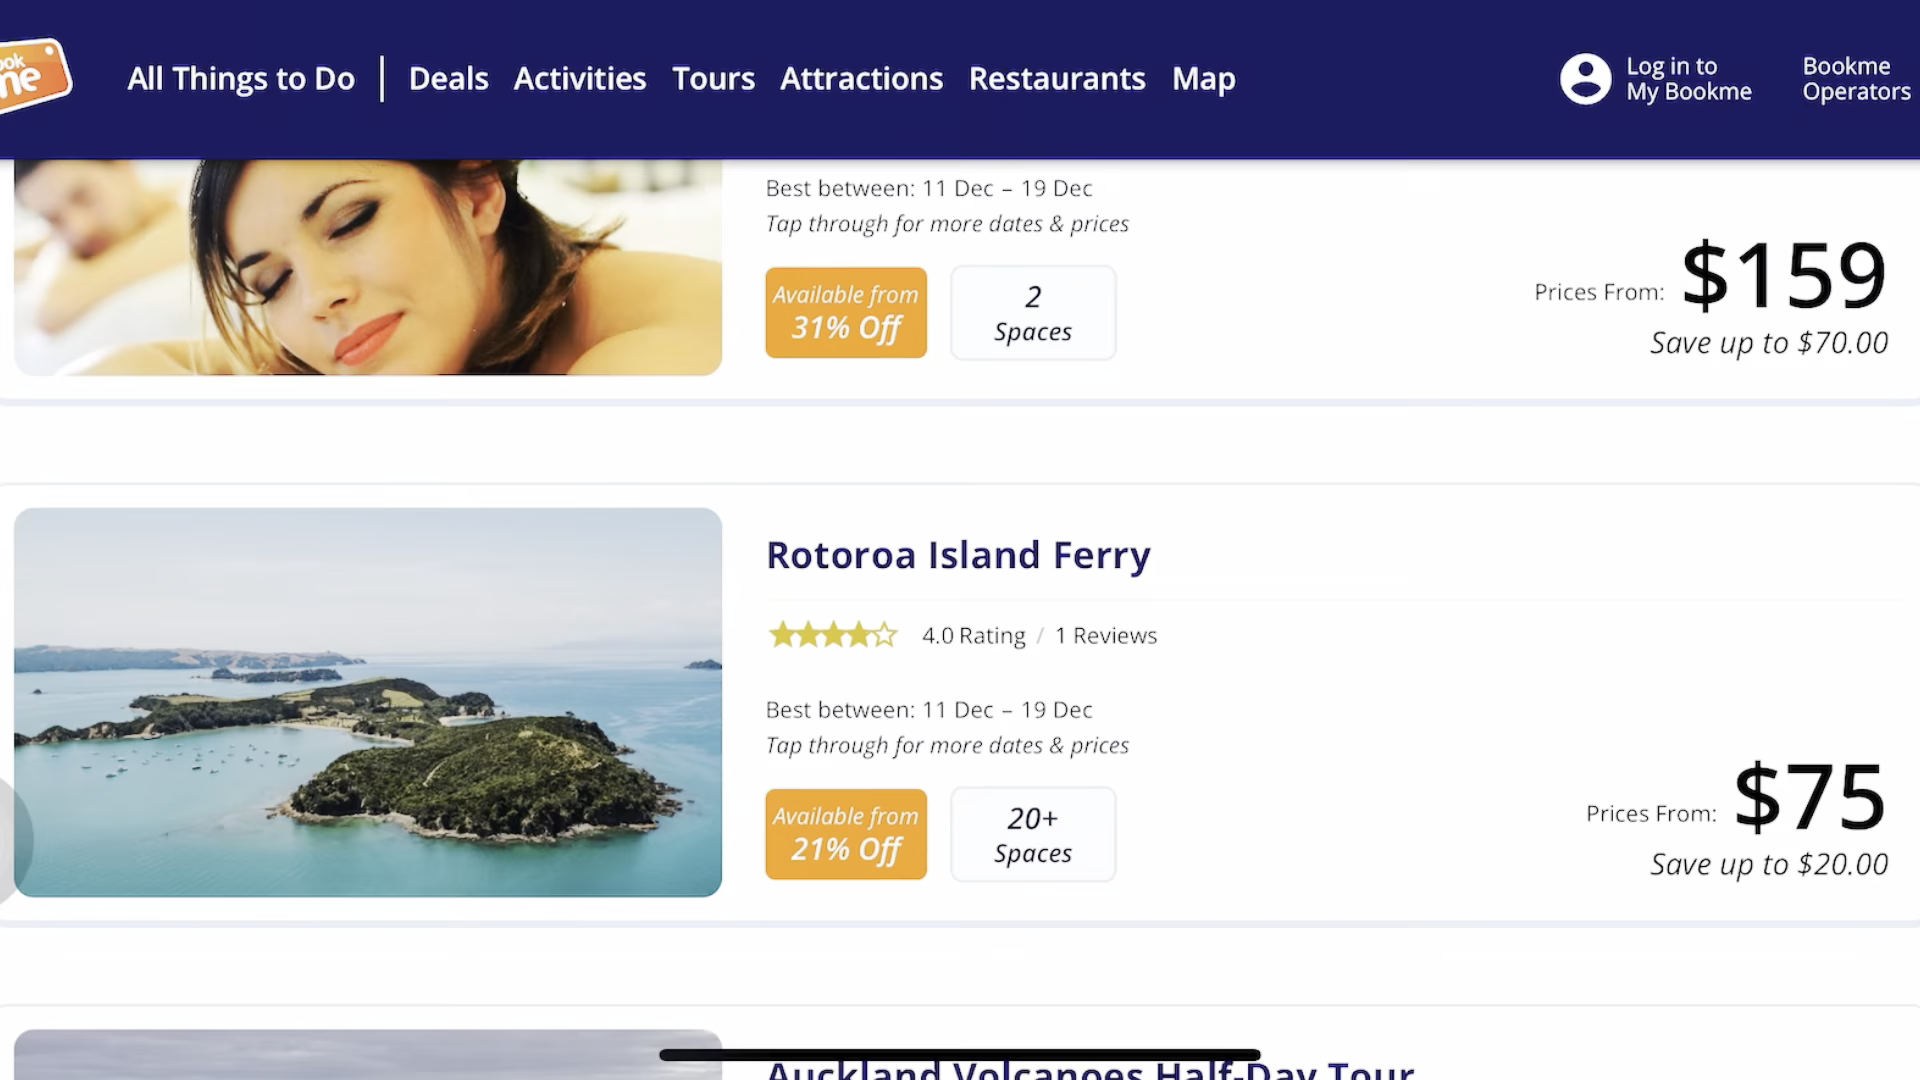 ook
me
All Things to Do
Deals
Activities
Tours
Attractions
Restaurants
Map
Log in to
My Bookme
Bookme
Operators
Best between: 11 Dec – 19 Dec
Tap through for more dates & prices
Available from
31% Off
2
Spaces
Prices From: $159
Save up to $70.00
Rotoroa Island Ferry
4.0 Rating / 1 Reviews
Best between: 11 Dec – 19 Dec
Tap through for more dates & prices
Available from
21% Off
20+
Spaces
Prices From: $75
Save up to $20.00
Auckland Volcanoes Half-Day Tour